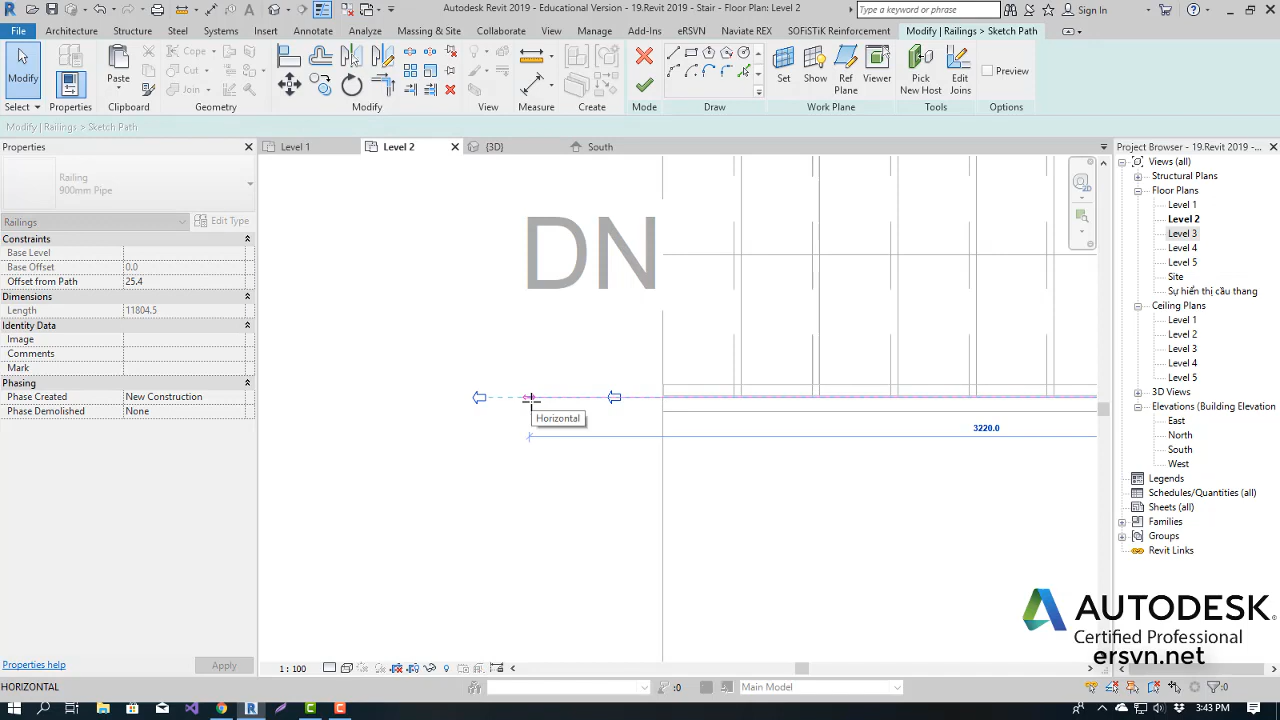 Autodesk Revit 2019 - Educational Version - 19.Revit 2019 - Start - Floor Plan: Level 2
Type a keyword or phrase
Sign In
File Architecture Structure Steel Systems Insert Annotate Analyze Massing & Site Collaborate View Manage Add-Ins eRSVN Naviate REX SOFiSTiK Reinforcement Modify | Railings > Sketch Path
Modify Paste Cope Cut Join Set Show Ref Plane Viewer Pick New Host Edit Joins Preview
Select Properties Clipboard Geometry Modify View Measure Create Mode Draw Work Plane Tools Options
Modify | Railings > Sketch Path
Properties
Level 1
Level 2
{3D}
South
Project Browser - 19.Revit 2019 -...
Railing
900mm Pipe
Railings
Edit Type
Constraints
Base Level
Base Offset 0.0
Offset from Path 25.4
Dimensions
Length 11804.5
Identity Data
Image
Comments
Mark
Phasing
Phase Created New Construction
Phase Demolished None
Properties help
Apply
DN
Horizontal
3220.0
2D
Views (all)
Structural Plans
Floor Plans
Level 1
Level 2
Level 3
Level 4
Level 5
Site
Sự hiển thị cầu thang
Ceiling Plans
Level 1
Level 2
Level 3
Level 4
Level 5
3D Views
Elevations (Building Elevation
East
North
South
West
Legends
Schedules/Quantities (all)
Sheets (all)
Families
Groups
Revit Links
AUTODESK
Certified Professional
ersvn.net
1 : 100
HORIZONTAL
:0
Main Model
:0
3:43 PM